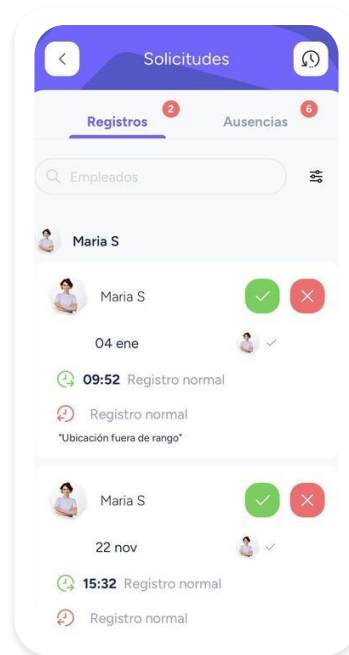 Solicitudes
Registros 2 Ausencias 6
Empleados
Maria S
Maria S
04 ene
09:52 Registro normal
Registro normal
"Ubicación fuera de rango"
Maria S
22 nov
15:32 Registro normal
Registro normal